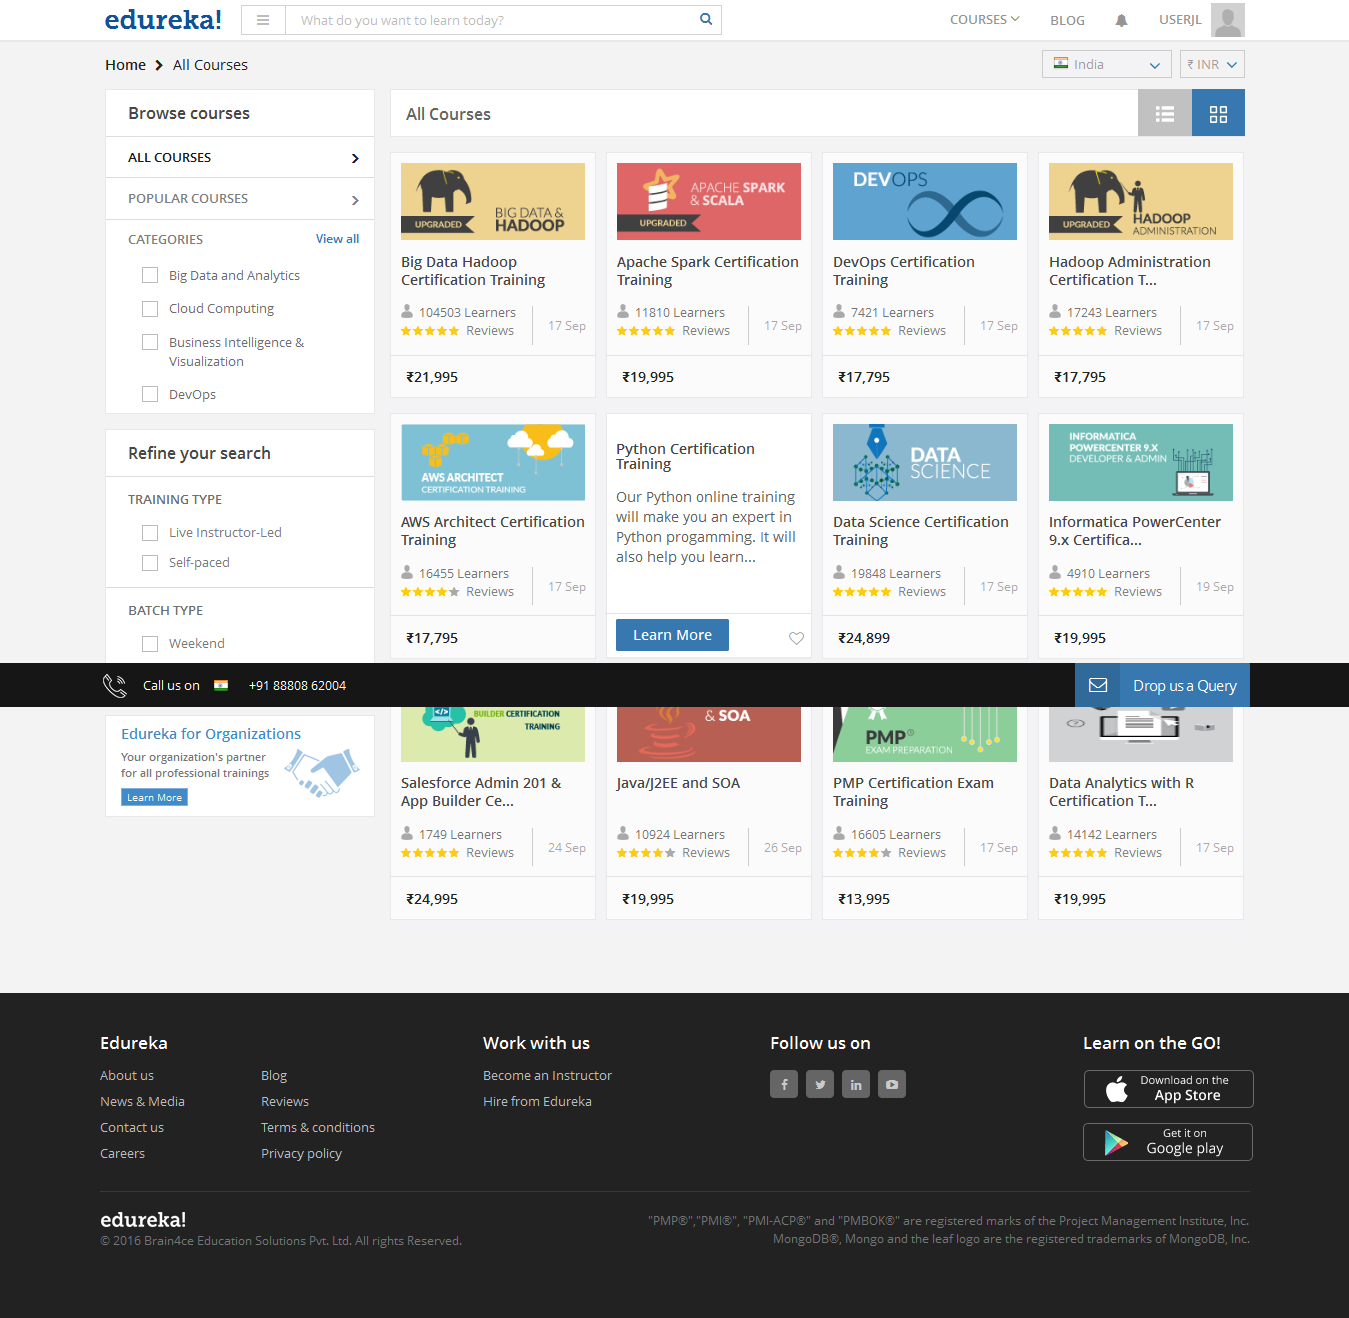 edureka!
What do you want to learn today?
COURSES
BLOG
USERJL
Home
All Courses
India
₹ INR
Browse courses
ALL COURSES
POPULAR COURSES
CATEGORIES
View all
Big Data and Analytics
Cloud Computing
Business Intelligence &
Visualization
DevOps
Refine your search
TRAINING TYPE
Live Instructor-Led
Self-paced
BATCH TYPE
Weekend
All Courses
BIG DATA &
HADOOP
UPGRADED
Big Data Hadoop
Certification Training
104503 Learners
Reviews
17 Sep
₹21,995
APACHE SPARK
& SCALA
UPGRADED
Apache Spark Certification
Training
11810 Learners
Reviews
17 Sep
₹19,995
DEVOPS
DevOps Certification
Training
7421 Learners
Reviews
17 Sep
₹17,795
HADOOP
ADMINISTRATION
UPGRADED
Hadoop Administration
Certification T...
17243 Learners
Reviews
17 Sep
₹17,795
AWS ARCHITECT
CERTIFICATION TRAINING
AWS Architect Certification
Training
16455 Learners
Reviews
17 Sep
₹17,795
Python Certification
Training
Our Python online training
will make you an expert in
Python progamming. It will
also help you learn...
Learn More
DATA
SCIENCE
Data Science Certification
Training
19848 Learners
Reviews
17 Sep
₹24,899
INFORMATICA
POWERCENTER 9.X
DEVELOPER & ADMIN
Informatica PowerCenter
9.x Certifica...
4910 Learners
Reviews
19 Sep
₹19,995
Call us on
+91 88808 62004
Drop us a Query
Edureka for Organizations
Your organization's partner
for all professional trainings
Learn More
BUILDER CERTIFICATION
TRAINING
Salesforce Admin 201 &
App Builder Ce...
1749 Learners
Reviews
24 Sep
₹24,995
& SOA
Java/J2EE and SOA
10924 Learners
Reviews
26 Sep
₹19,995
PMP®
EXAM PREPARATION
PMP Certification Exam
Training
16605 Learners
Reviews
17 Sep
₹13,995
Data Analytics with R
Certification T...
14142 Learners
Reviews
17 Sep
₹19,995
Edureka
About us
News & Media
Contact us
Careers
Blog
Reviews
Terms & conditions
Privacy policy
Work with us
Become an Instructor
Hire from Edureka
Follow us on
Learn on the GO!
Download on the
App Store
Get it on
Google play
edureka!
© 2016 Brain4ce Education Solutions Pvt. Ltd. All rights Reserved.
"PMP®","PMI®", "PMI-ACP®" and "PMBOK®" are registered marks of the Project Management Institute, Inc.
MongoDB®, Mongo and the leaf logo are the registered trademarks of MongoDB, Inc.